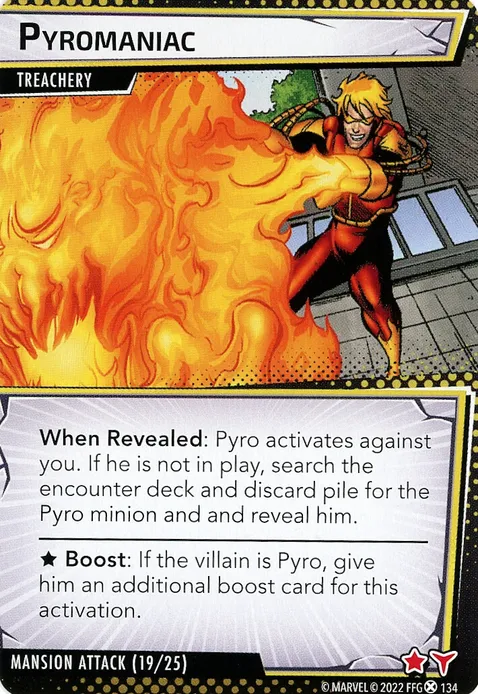 PYROMANIAC
TREACHERY
When Revealed: Pyro activates against
you. If he is not in play, search the
encounter deck and discard pile for the
Pyro minion and and reveal him.
★ Boost: If the villain is Pyro, give
him an additional boost card for this
activation.
MANSION ATTACK (19/25)
© MARVEL © 2022 FFG 134